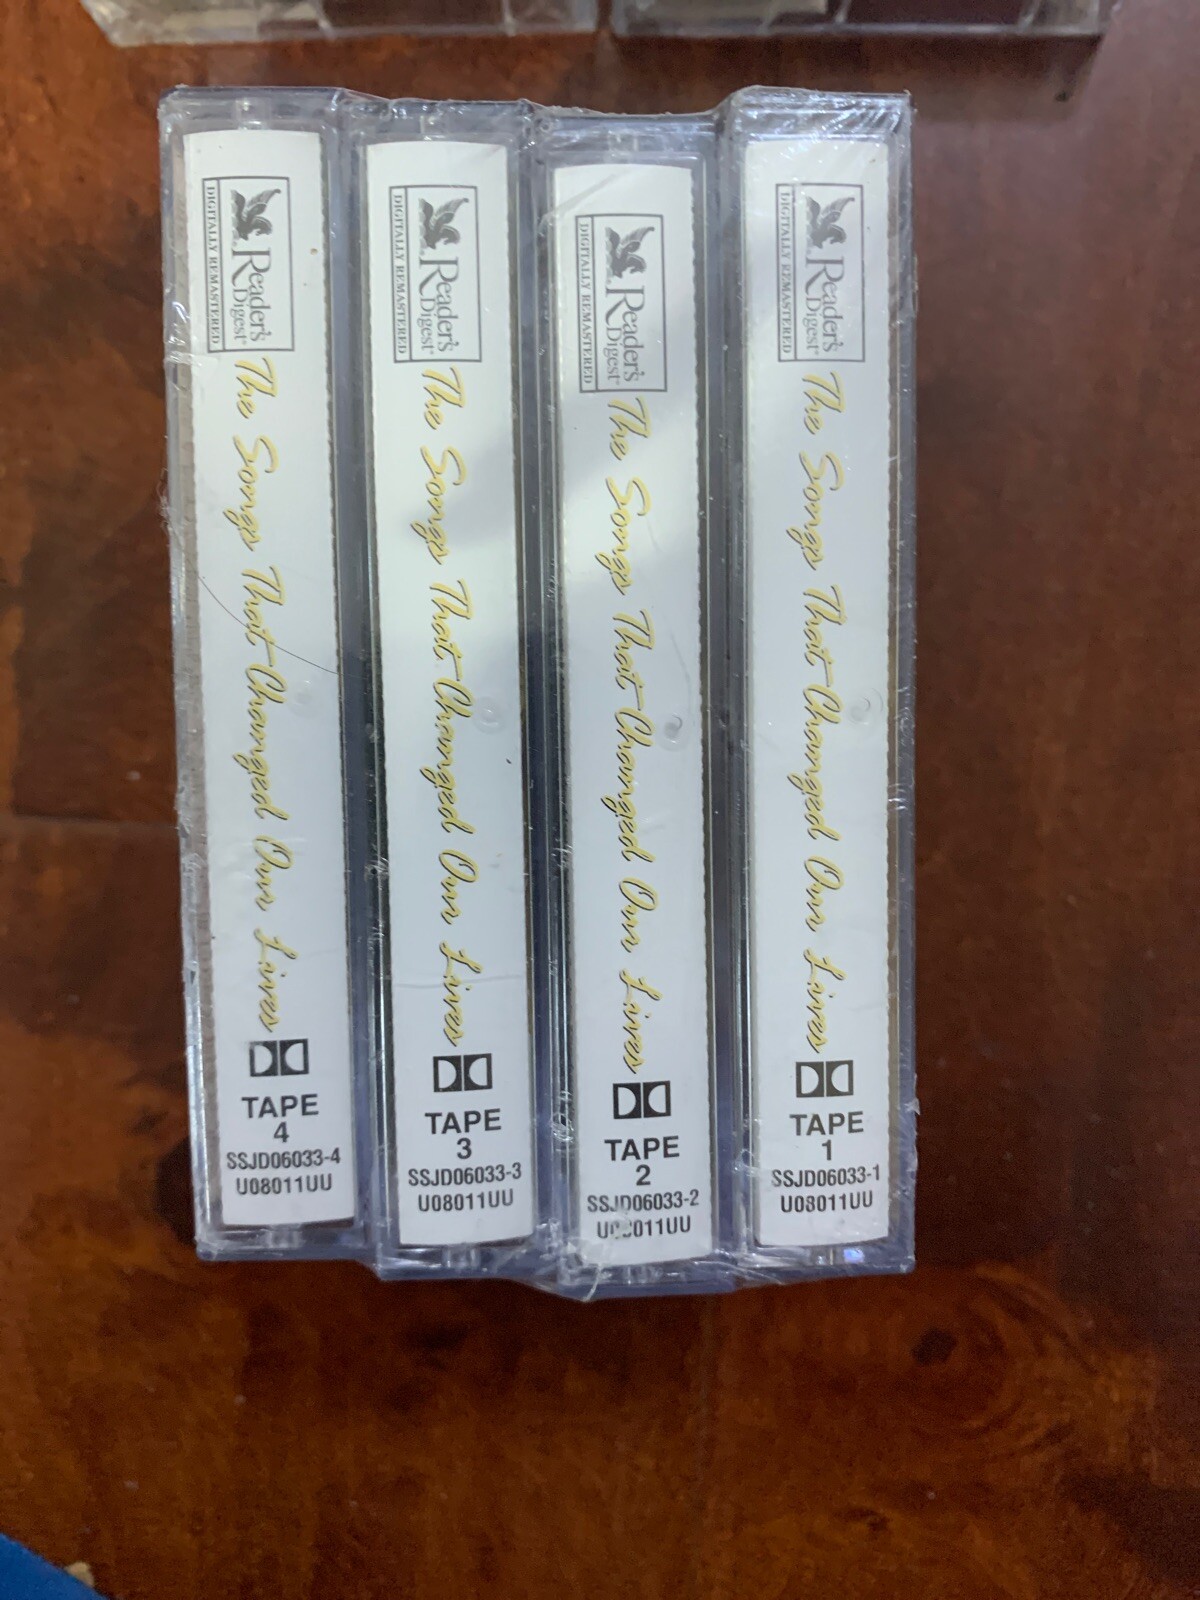 Reader's
Digest®
DIGITALLY REMASTERED
The Songs That Changed Our Lives
TAPE
4
SSJD06033-4
U08011UU
Reader's
Digest®
DIGITALLY REMASTERED
The Songs That Changed Our Lives
TAPE
3
SSJD06033-3
U08011UU
Reader's
Digest®
DIGITALLY REMASTERED
The Songs That Changed Our Lives
TAPE
2
SSJD06033-2
Reader's
Digest®
DIGITALLY REMASTERED
The Songs That Changed Our Lives
TAPE
1
SSJD06033-1
U08011UU